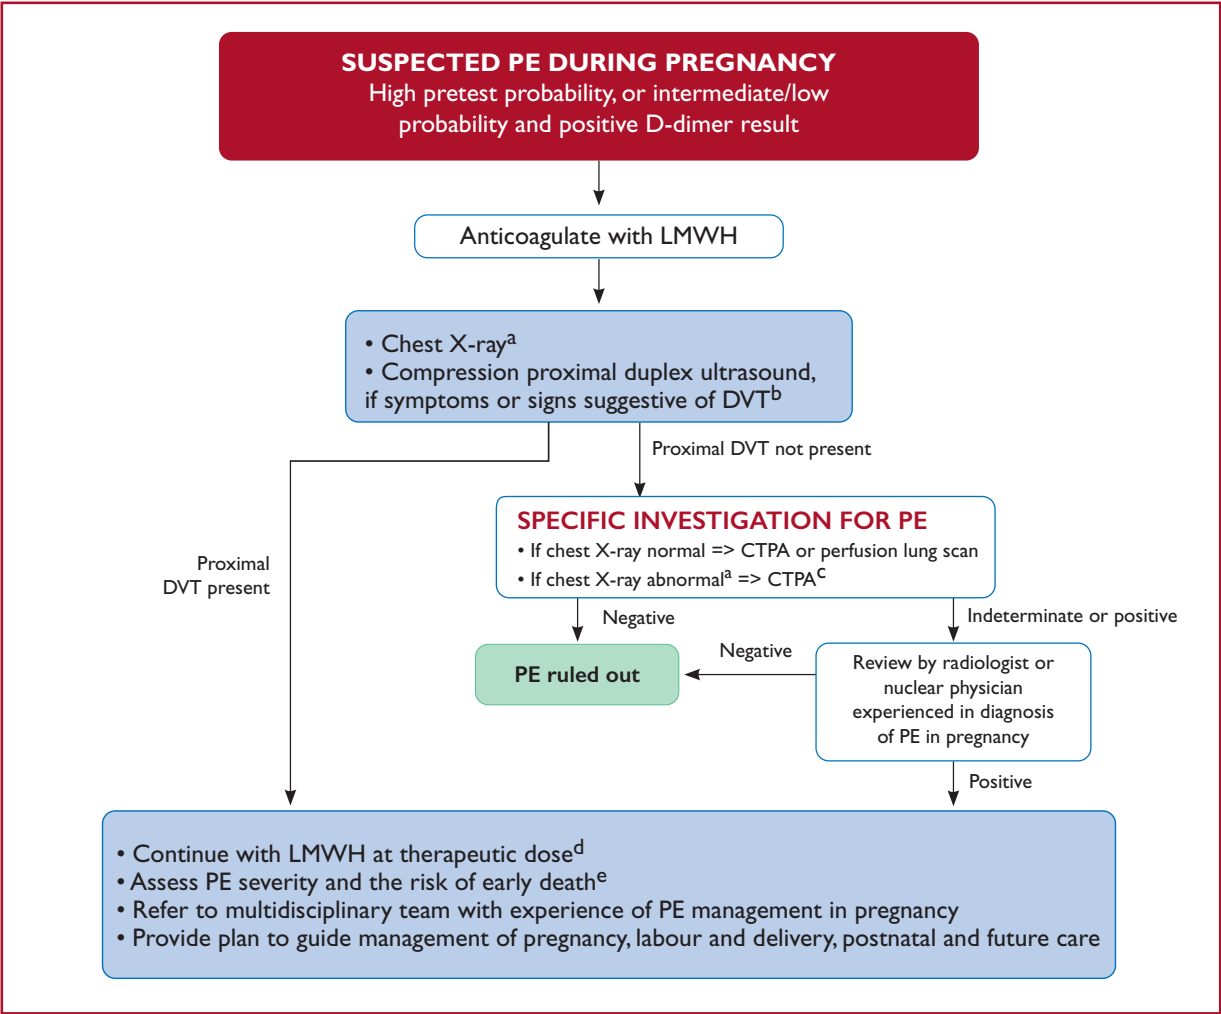 SUSPECTED PE DURING PREGNANCY
High pretest probability, or intermediate/low
probability and positive D-dimer result
Anticoagulate with LMWH
• Chest X-rayᵃ
• Compression proximal duplex ultrasound,
if symptoms or signs suggestive of DVTᵇ
Proximal DVT not present
Proximal
DVT present
SPECIFIC INVESTIGATION FOR PE
• If chest X-ray normal => CTPA or perfusion lung scan
• If chest X-ray abnormalᵃ => CTPAᶜ
Negative
Indeterminate or positive
PE ruled out
Negative
Review by radiologist or
nuclear physician
experienced in diagnosis
of PE in pregnancy
Positive
• Continue with LMWH at therapeutic doseᵈ
• Assess PE severity and the risk of early deathᵉ
• Refer to multidisciplinary team with experience of PE management in pregnancy
• Provide plan to guide management of pregnancy, labour and delivery, postnatal and future care